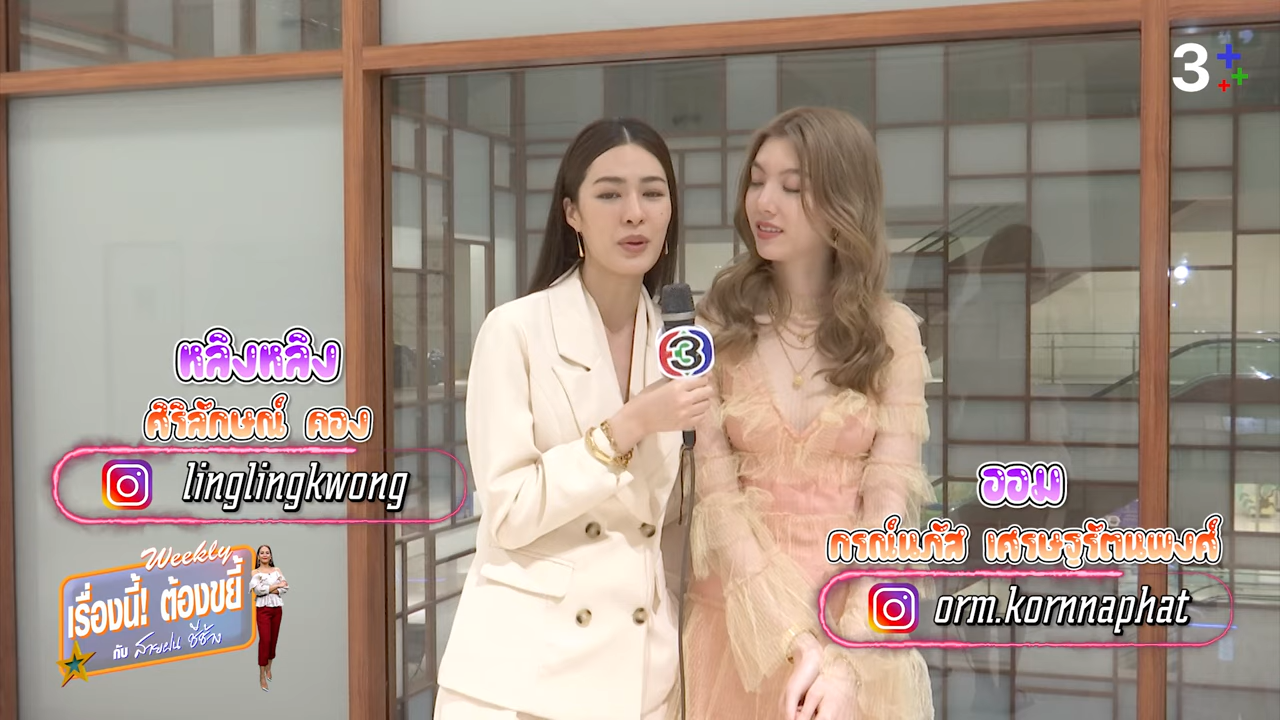 3
3
หลิงหลิง
ศิริลักษณ์ คอง
linglingkwong
ออม
กรณ์นภัส เศรษฐรัตนพงศ์
orm.kornnaphat
Weekly
เรื่องนี้! ต้องขยี้
กับ สายฝน ชี้ช้าง